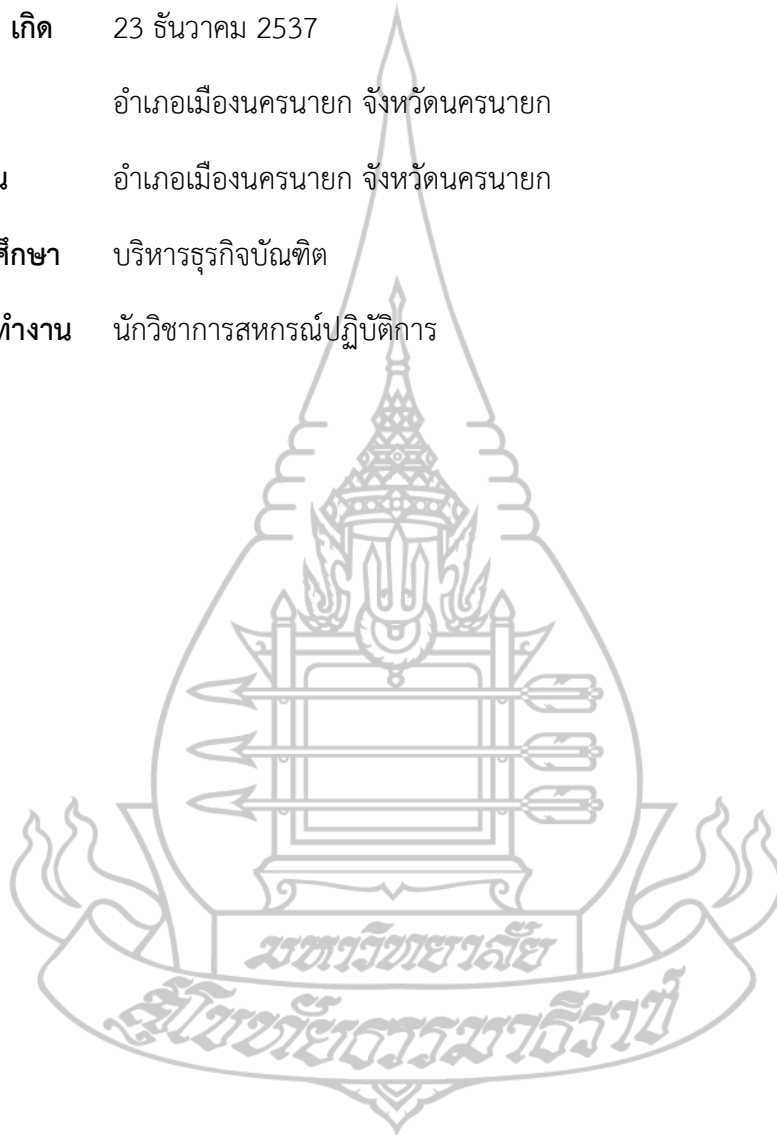 เกิด 23 ธันวาคม 2537
อำเภอเมืองนครนายก จังหวัดนครนายก
น อำเภอเมืองนครนายก จังหวัดนครนายก
ศึกษา บริหารธุรกิจบัณฑิต
ทำงาน นักวิชาการสหกรณ์ปฏิบัติการ
มหาวิทยาลัย
สุโขทัยธรรมาธิราช